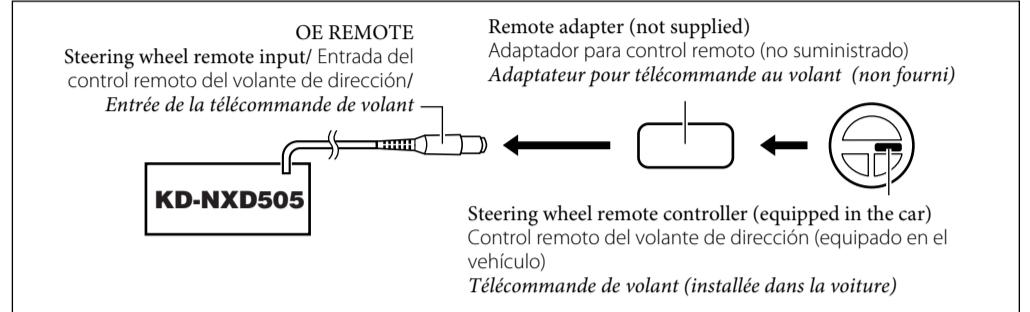 OE REMOTE
Steering wheel remote input/ Entrada del
control remoto del volante de dirección/
Entrée de la télécommande de volant
Remote adapter (not supplied)
Adaptador para control remoto (no suministrado)
Adaptateur pour télécommande au volant (non fourni)
KD-NXD505
Steering wheel remote controller (equipped in the car)
Control remoto del volante de dirección (equipado en el
vehículo)
Télécommande de volant (installée dans la voiture)